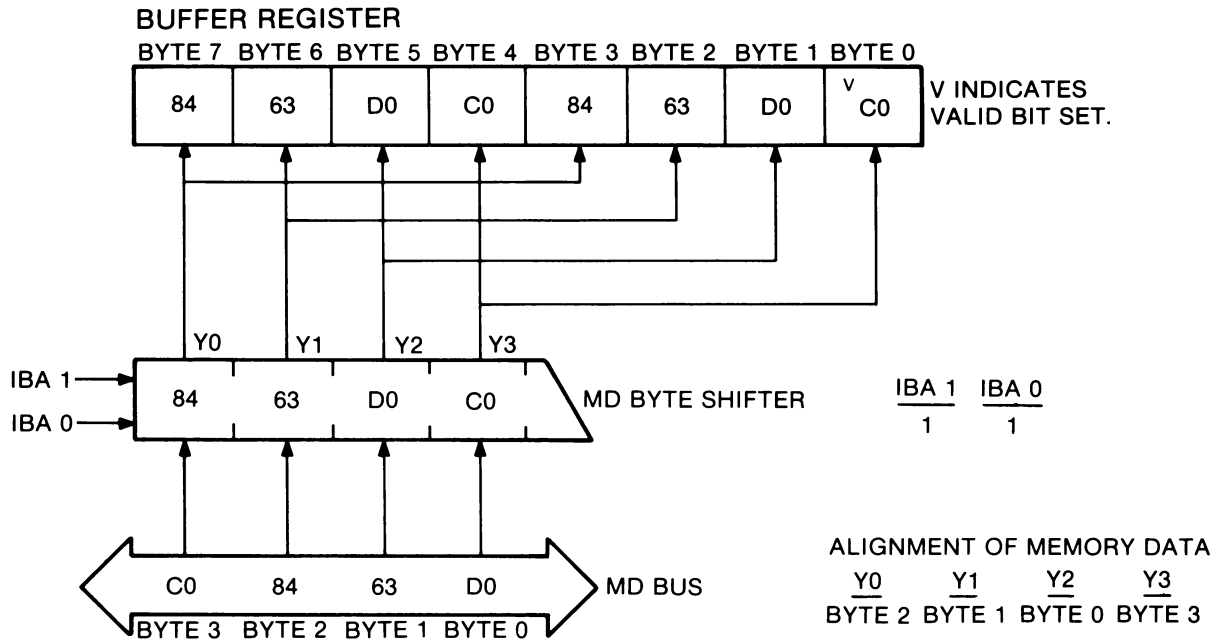 BUFFER REGISTER
BYTE 7 BYTE 6 BYTE 5 BYTE 4 BYTE 3 BYTE 2 BYTE 1 BYTE 0
84 63 D0 C0 84 63 D0 V C0
V INDICATES
VALID BIT SET.
Y0 Y1 Y2 Y3
IBA 1
IBA 0
84 63 D0 C0
MD BYTE SHIFTER
IBA 1 IBA 0
1 1
C0 84 63 D0
MD BUS
BYTE 3 BYTE 2 BYTE 1 BYTE 0
ALIGNMENT OF MEMORY DATA
Y0 Y1 Y2 Y3
BYTE 2 BYTE 1 BYTE 0 BYTE 3